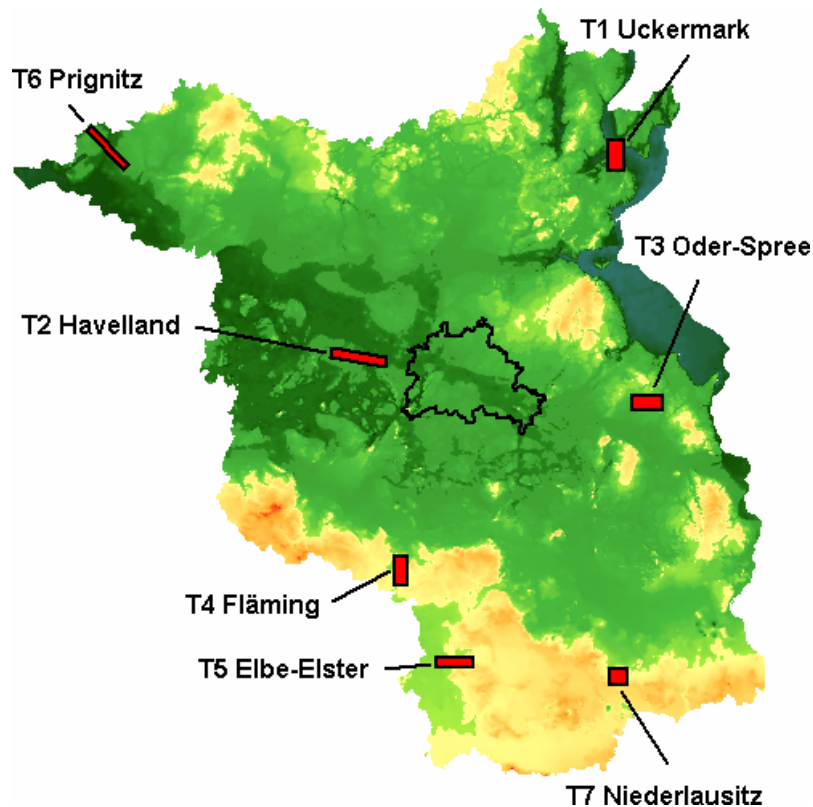 T1 Uckermark
T6 Prignitz
T3 Oder-Spree
T2 Havelland
T4 Fläming
T5 Elbe-Elster
T7 Niederlausitz